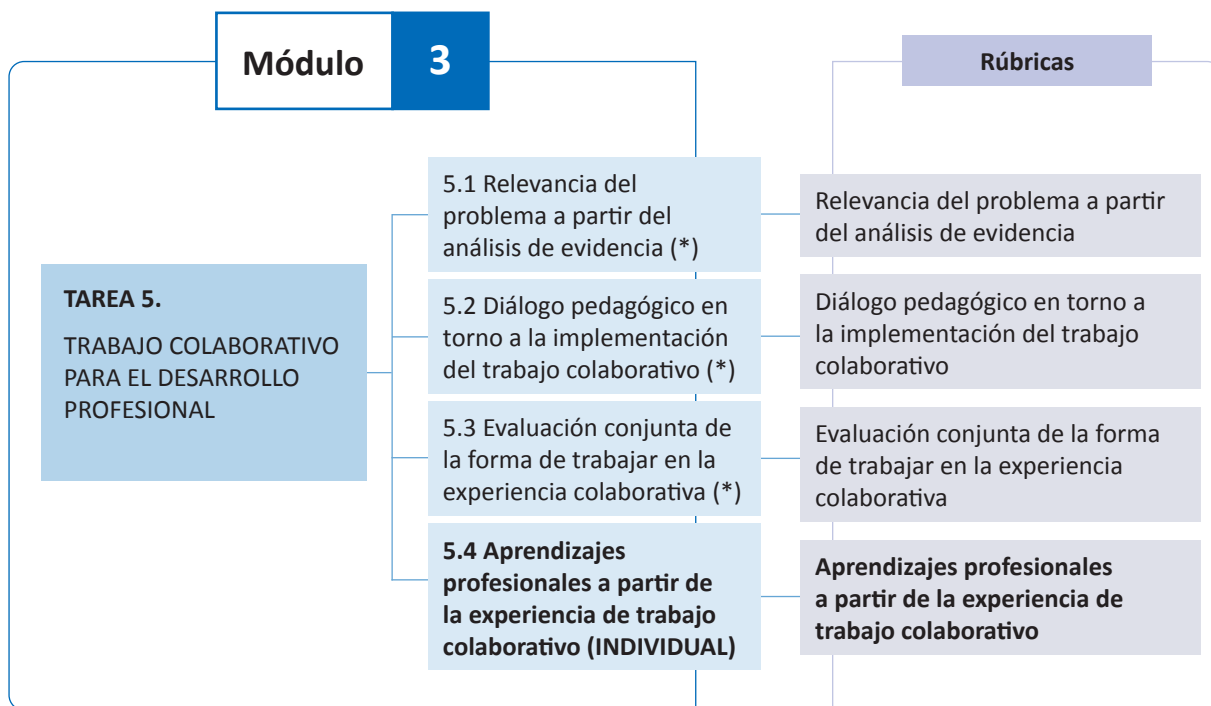 Módulo 3
Rúbricas
TAREA 5.
TRABAJO COLABORATIVO
PARA EL DESARROLLO
PROFESIONAL
5.1 Relevancia del
problema a partir del
análisis de evidencia (*)
Relevancia del problema a partir
del análisis de evidencia
5.2 Diálogo pedagógico en
torno a la implementación
del trabajo colaborativo (*)
Diálogo pedagógico en torno a
la implementación del trabajo
colaborativo
5.3 Evaluación conjunta de
la forma de trabajar en la
experiencia colaborativa (*)
Evaluación conjunta de la forma
de trabajar en la experiencia
colaborativa
5.4 Aprendizajes
profesionales a partir de
la experiencia de trabajo
colaborativo (INDIVIDUAL)
Aprendizajes profesionales
a partir de la experiencia de
trabajo colaborativo